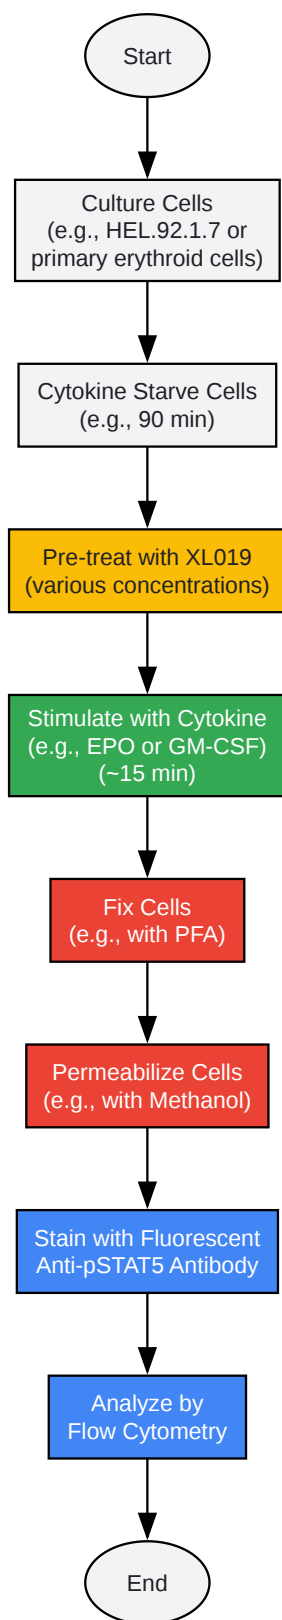 Start
Culture Cells
(e.g., HEL.92.1.7 or
primary erythroid cells)
Cytokine Starve Cells
(e.g., 90 min)
Pre-treat with XL019
(various concentrations)
Stimulate with Cytokine
(e.g., EPO or GM-CSF)
(~15 min)
Fix Cells
(e.g., with PFA)
Permeabilize Cells
(e.g., with Methanol)
Stain with Fluorescent
Anti-pSTAT5 Antibody
Analyze by
Flow Cytometry
End